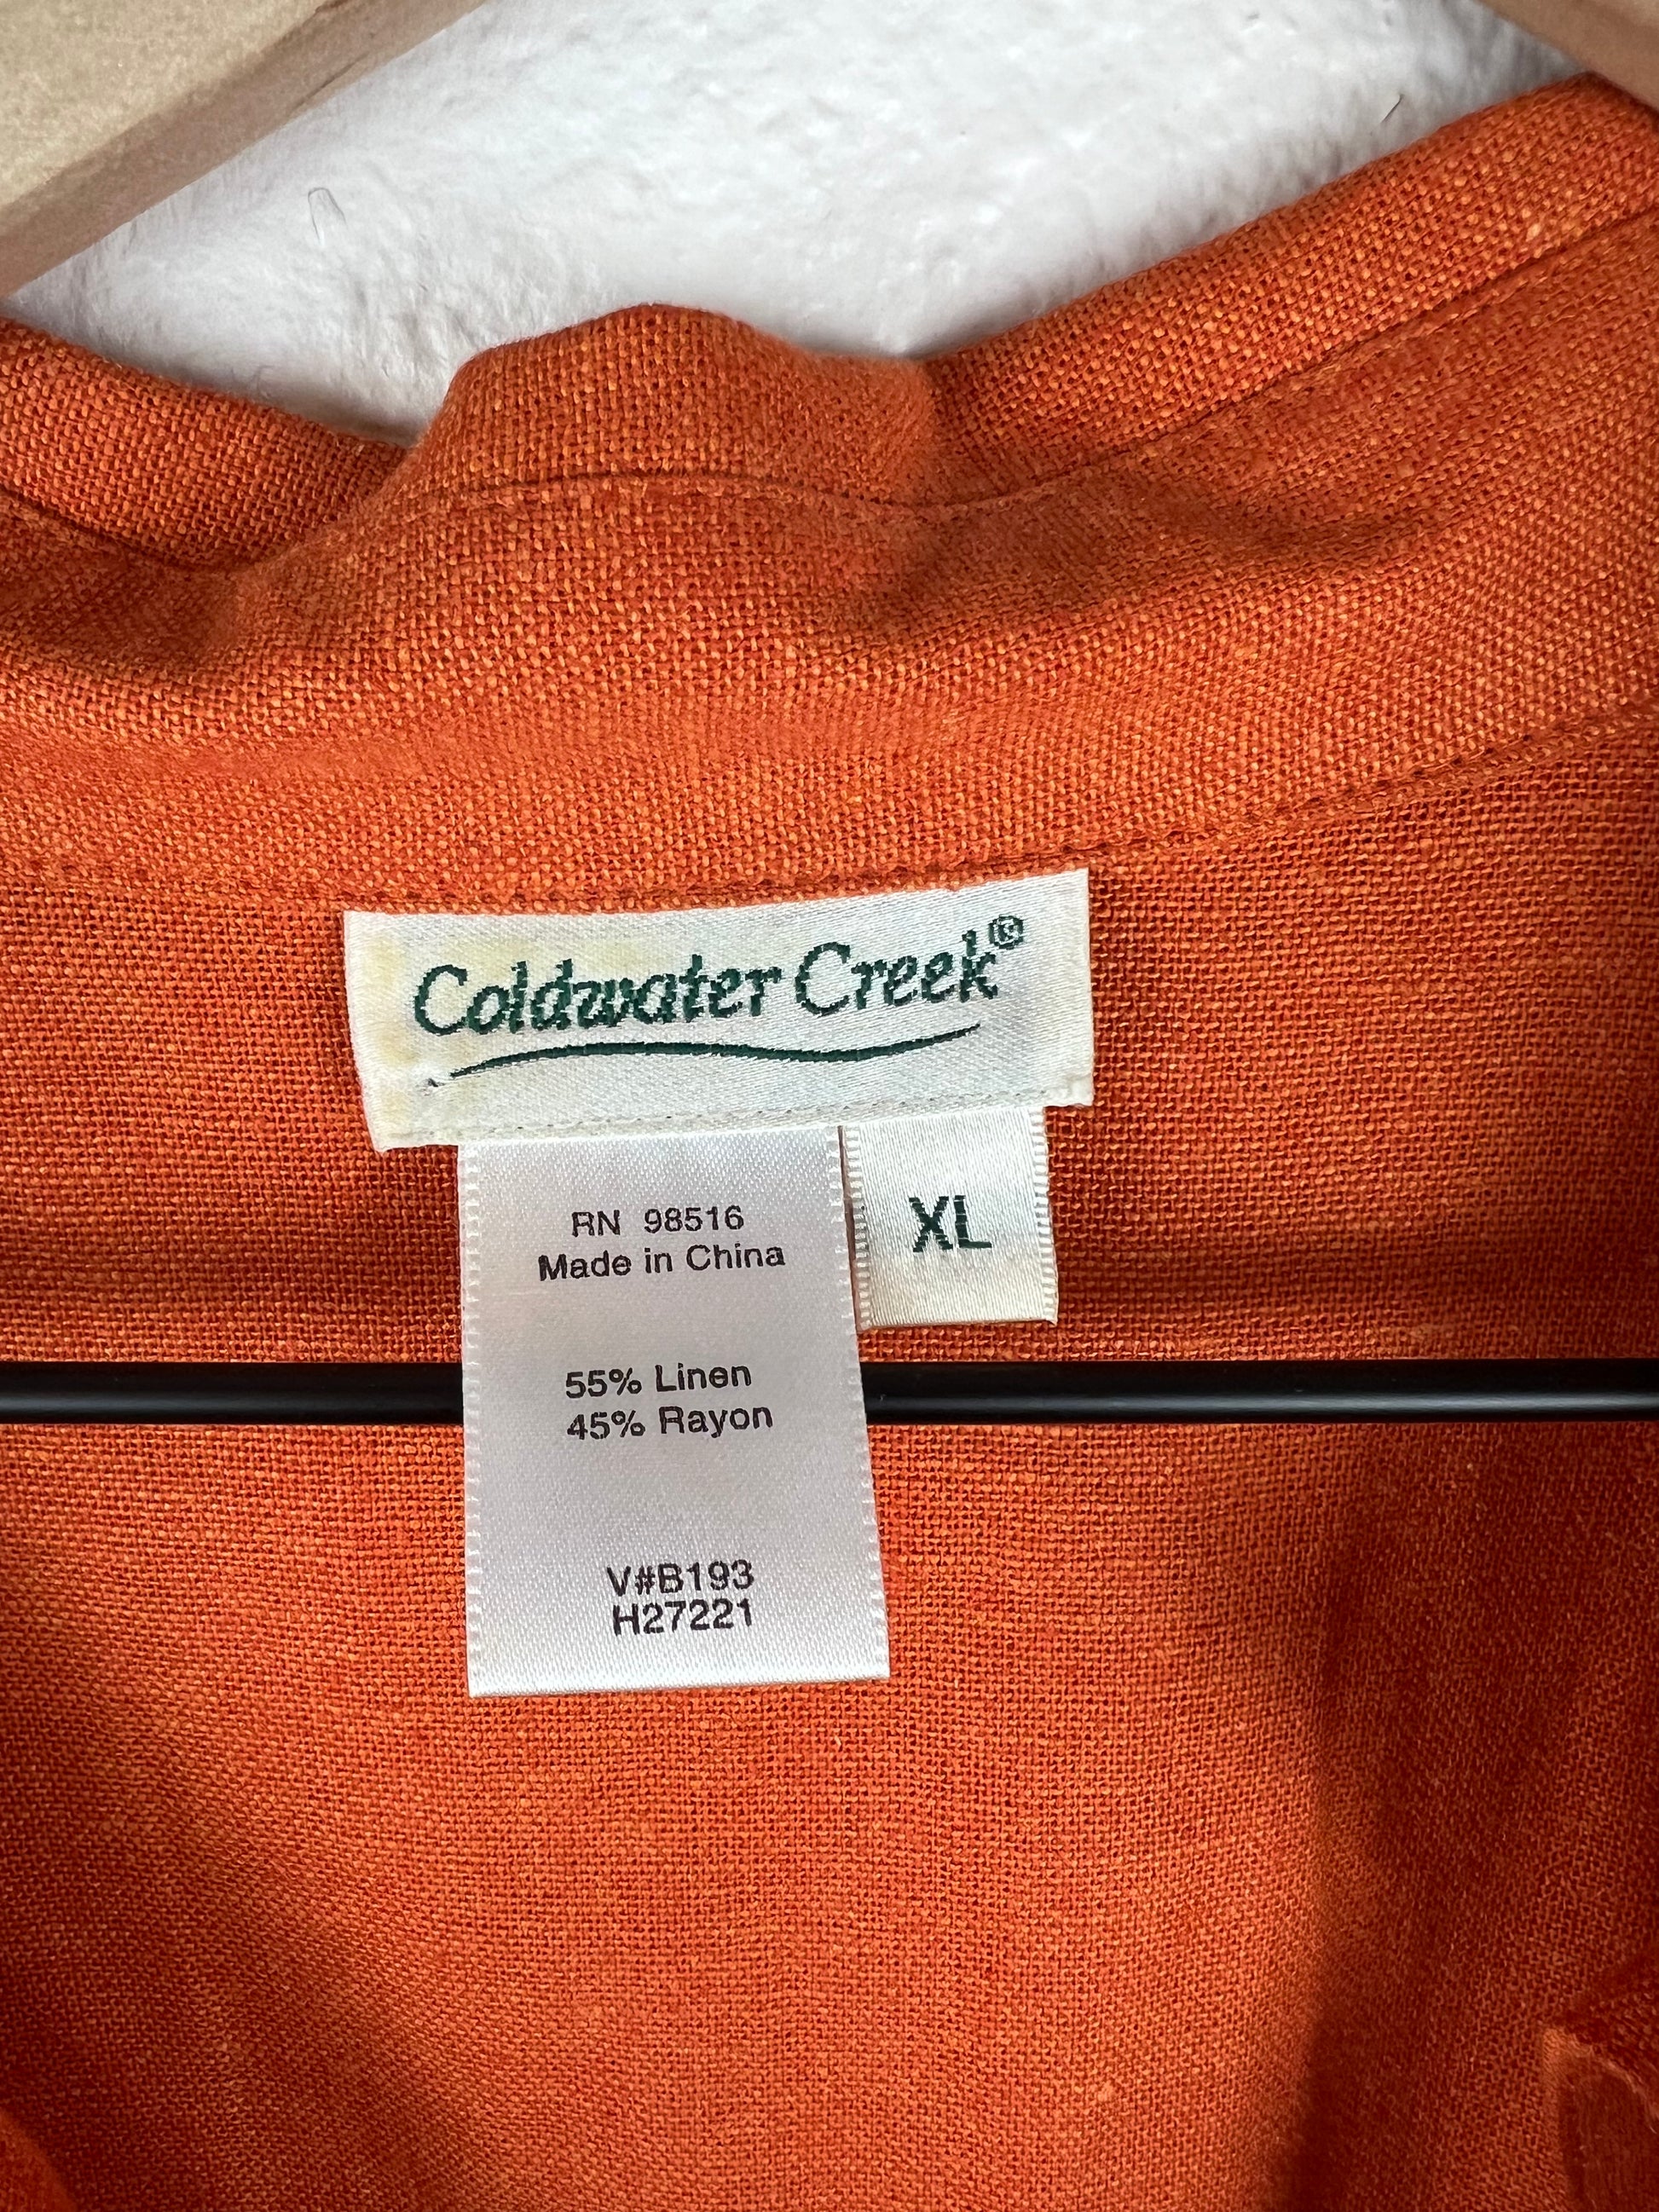 Coldwater Creek®
XL
RN 98516
Made in China
55% Linen
45% Rayon
V#B193
H27221